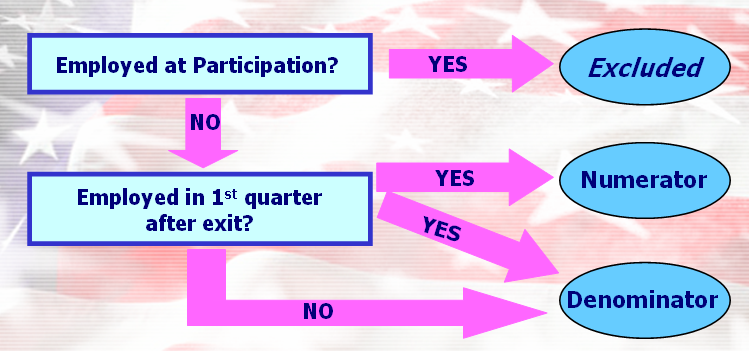 Employed at Participation?
YES
Excluded
NO
Employed in 1st quarter
after exit?
YES
Numerator
YES
Denominator
NO